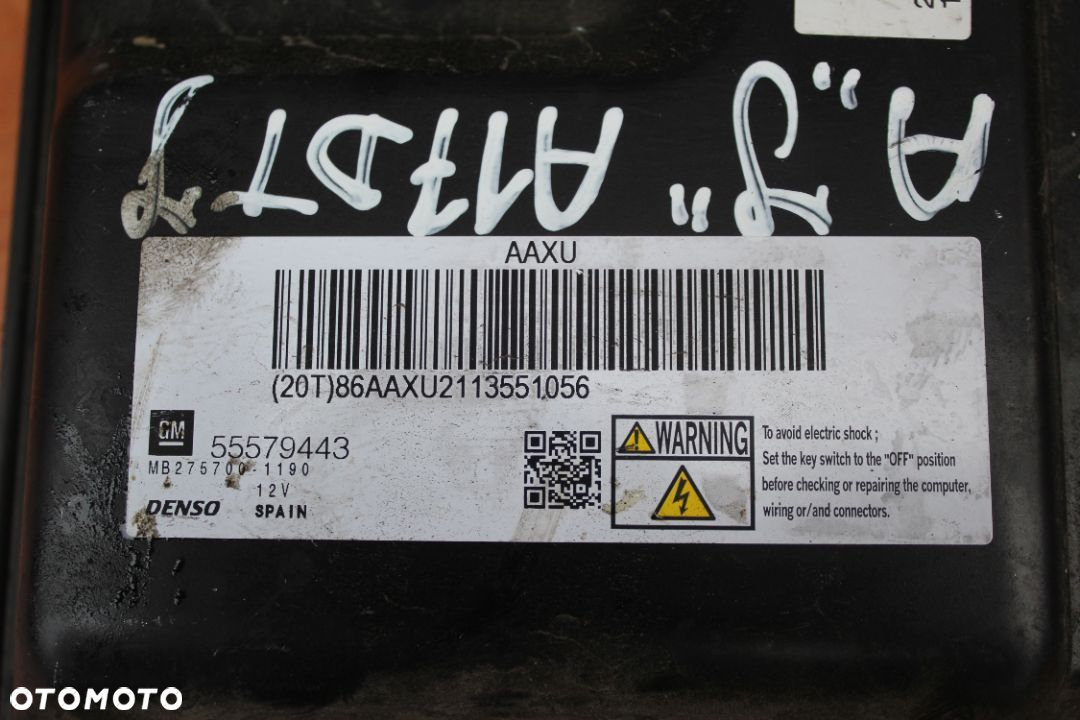 A. "J" A17DTJ
AAXU
(20T)86AAXU2113551056
GM
55579443
MB275700-1190
12V
DENSO SPAIN
WARNING
To avoid electric shock ;
Set the key switch to the "OFF" position
before checking or repairing the computer,
wiring or/and connectors.
OTOMOTO